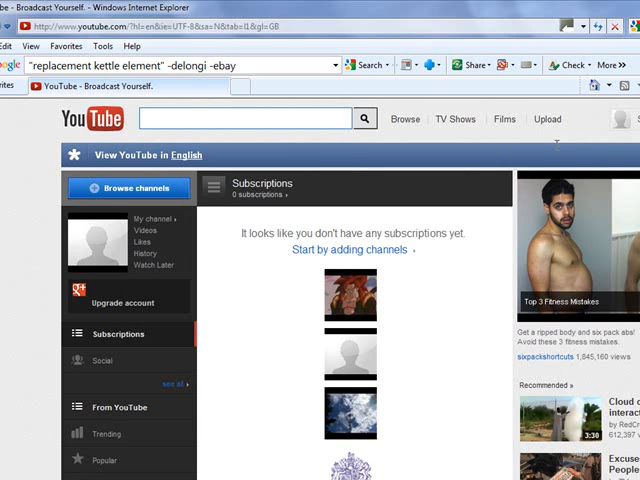 be - Broadcast Yourself. - Windows Internet Explorer
http://www.youtube.com/?hl=en&ie=UTF-8&sa=N&tab=l1&gl=GB
Edit View Favorites Tools Help
oogle "replacement kettle element" -delongi -ebay Search Share Check More »
rites YouTube - Broadcast Yourself.
YouTube Browse TV Shows Films Upload S
View YouTube in English
Browse channels
Subscriptions
0 subscriptions ›
My channel ›
Videos
Likes
History
Watch Later
g+
Upgrade account
Subscriptions
Social
see all ›
From YouTube
Trending
Popular
It looks like you don't have any subscriptions yet.
Start by adding channels ›
Top 3 Fitness Mistakes
Get a ripped body and six pack abs!
Avoid these 3 fitness mistakes.
sixpackshortcuts 1,845,160 views
Recommended »
3:30
Cloud c
interact
by RedCr
612,397 v
Excuse
People